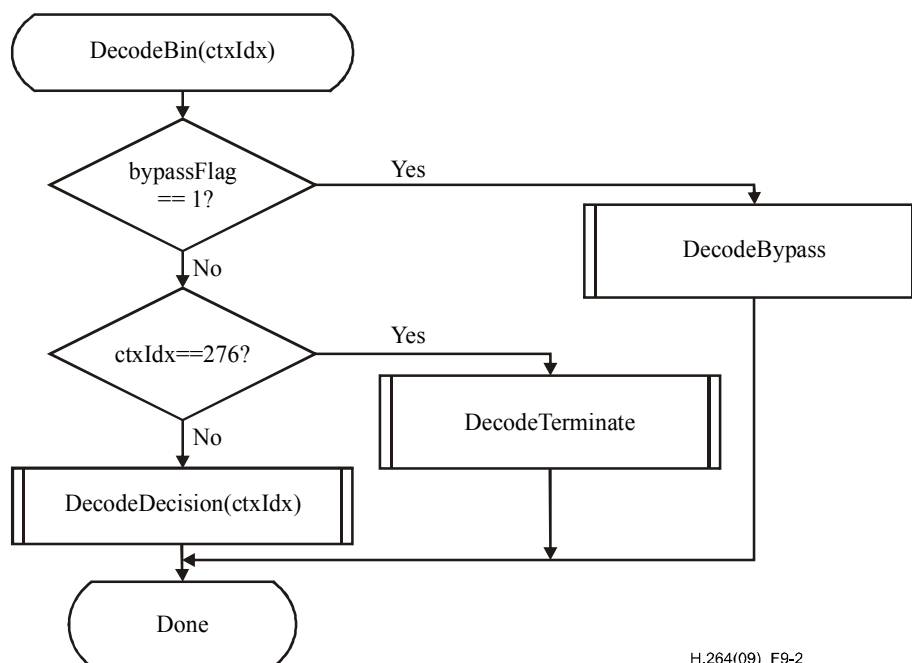 DecodeBin(ctxIdx)
bypassFlag
== 1?
Yes
DecodeBypass
No
ctxIdx==276?
Yes
DecodeTerminate
No
DecodeDecision(ctxIdx)
Done
H.264(09)_F9-2